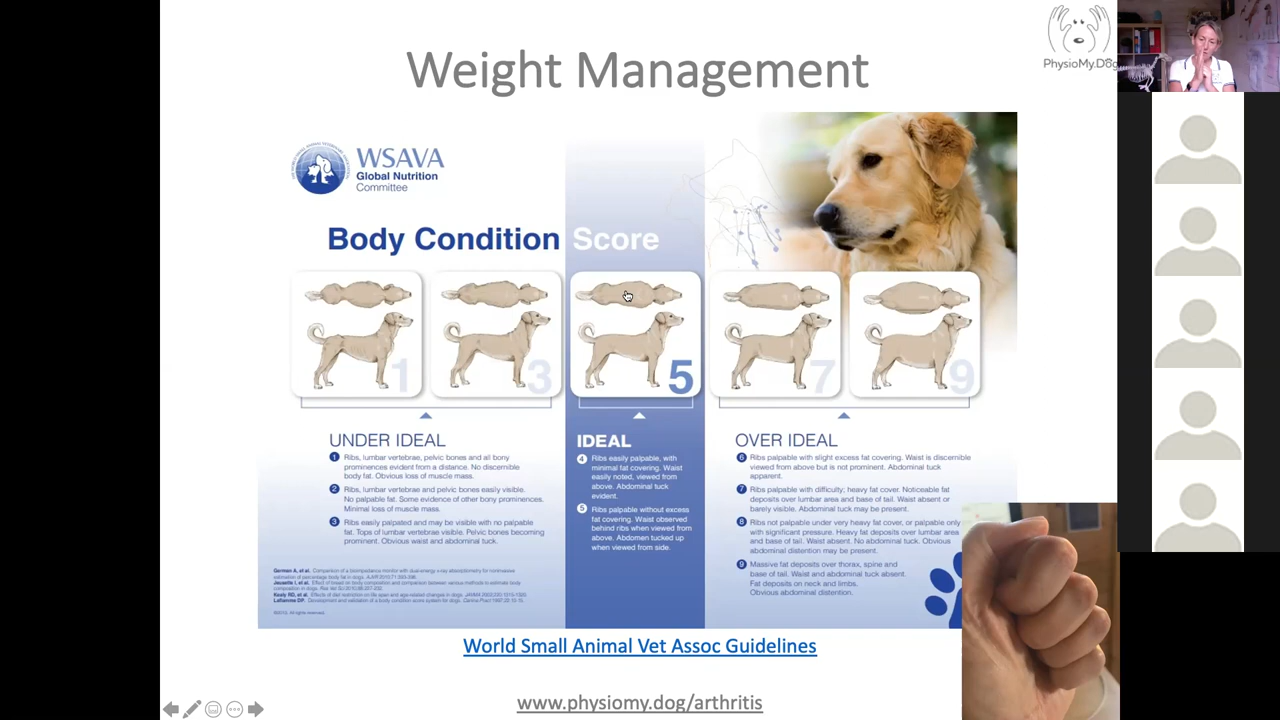 Weight Management
PhysioMy.Dog
WSAVA
Global Nutrition
Committee
Body Condition Score
1
3
5
7
9
UNDER IDEAL
1 Ribs, lumbar vertebrae, pelvic bones and all bony
prominences evident from a distance. No discernible
body fat. Obvious loss of muscle mass.
2 Ribs, lumbar vertebrae and pelvic bones easily visible.
No palpable fat. Some evidence of other bony prominences.
Minimal loss of muscle mass.
3 Ribs easily palpated and may be visible with no palpable
fat. Tops of lumbar vertebrae visible. Pelvic bones becoming
prominent. Obvious waist and abdominal tuck.
IDEAL
4 Ribs easily palpable, with
minimal fat covering. Waist
easily noted, viewed from
above. Abdominal tuck
evident.
5 Ribs palpable without excess
fat covering. Waist observed
behind ribs when viewed from
above. Abdomen tucked up
when viewed from side.
OVER IDEAL
6 Ribs palpable with slight excess fat covering. Waist is discernible
viewed from above but is not prominent. Abdominal tuck
apparent.
7 Ribs palpable with difficulty; heavy fat cover. Noticeable fat
deposits over lumbar area and base of tail. Waist absent or
barely visible. Abdominal tuck may be present.
8 Ribs not palpable under very heavy fat cover, or palpable only
with significant pressure. Heavy fat deposits over lumbar area
and base of tail. Waist absent. No abdominal tuck. Obvious
abdominal distention may be present.
9 Massive fat deposits over thorax, spine and
base of tail. Waist and abdominal tuck absent.
Fat deposits on neck and limbs.
Obvious abdominal distention.
World Small Animal Vet Assoc Guidelines
www.physiomy.dog/arthritis